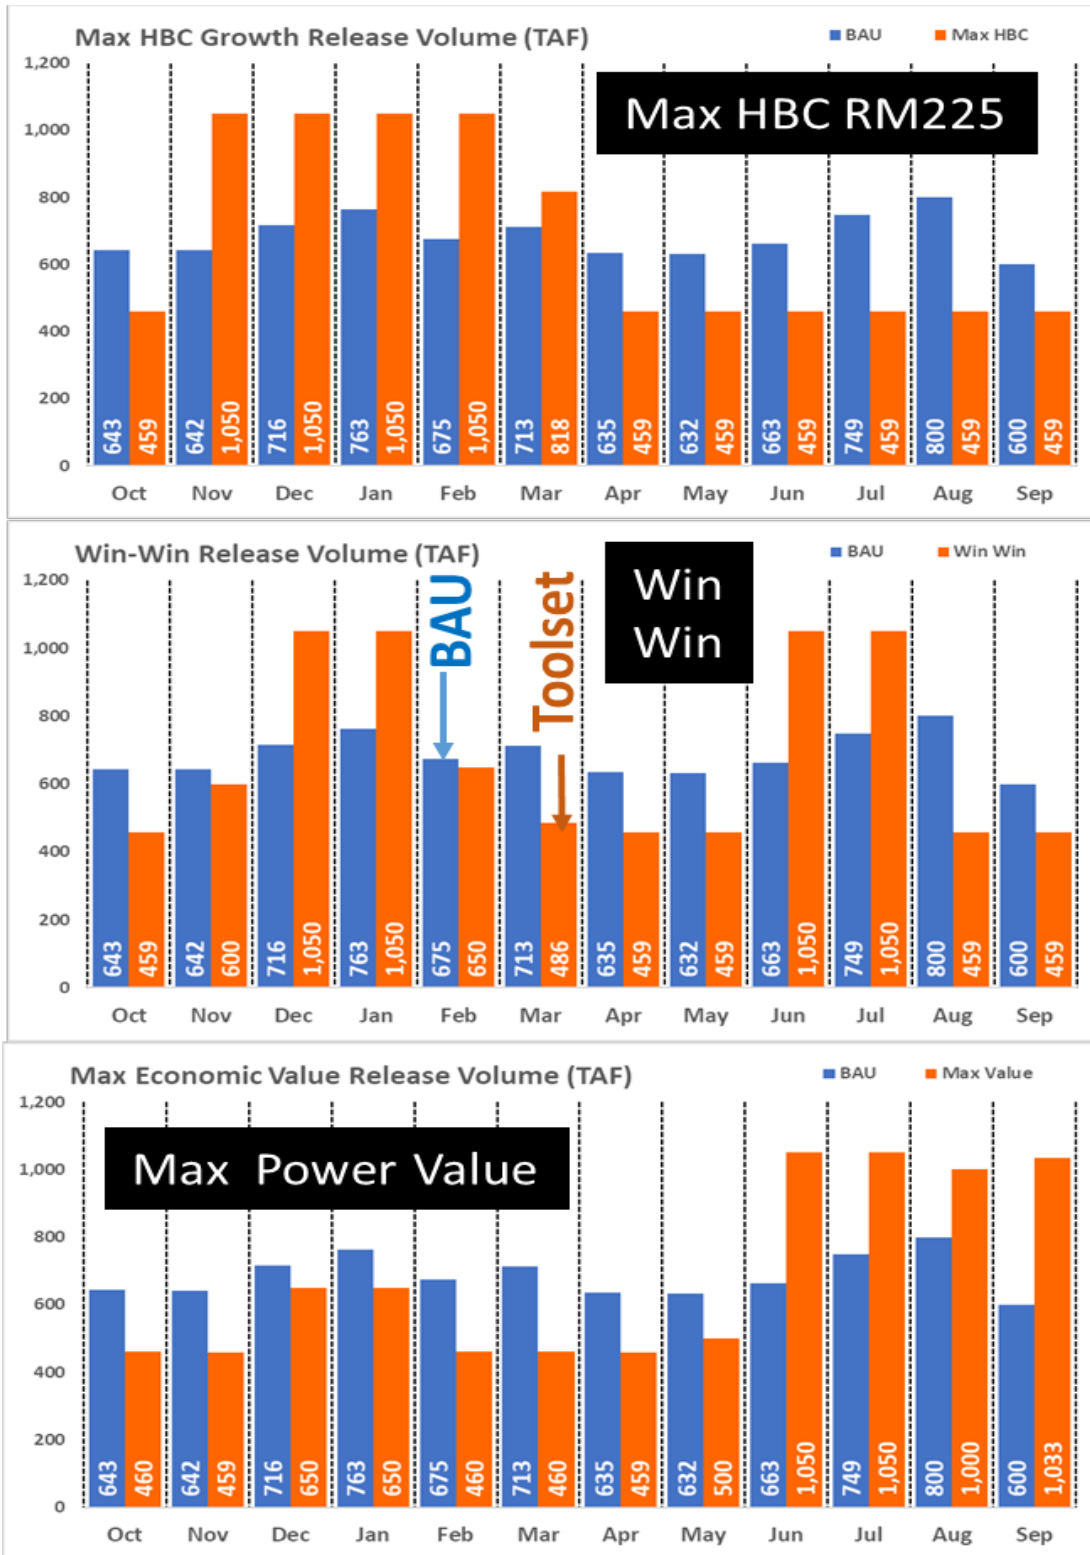 Max HBC Growth Release Volume (TAF)
BAU Max HBC
Max HBC RM225
1,200
1,000
800
600
400
200
0
643 459 642 1,050 716 1,050 763 1,050 675 1,050 713 818 635 459 632 459 663 459 749 459 800 459 600 459
Oct Nov Dec Jan Feb Mar Apr May Jun Jul Aug Sep
Win-Win Release Volume (TAF)
BAU Win Win
Win
Win
BAU
Toolset
1,200
1,000
800
600
400
200
0
643 459 642 600 716 1,050 763 1,050 675 650 713 486 635 459 632 459 663 1,050 749 1,050 800 459 600 459
Oct Nov Dec Jan Feb Mar Apr May Jun Jul Aug Sep
Max Economic Value Release Volume (TAF)
BAU Max Value
Max Power Value
1,200
1,000
800
600
400
200
0
643 460 642 459 716 650 763 650 675 460 713 460 635 459 632 500 663 1,050 749 1,050 800 1,000 600 1,033
Oct Nov Dec Jan Feb Mar Apr May Jun Jul Aug Sep